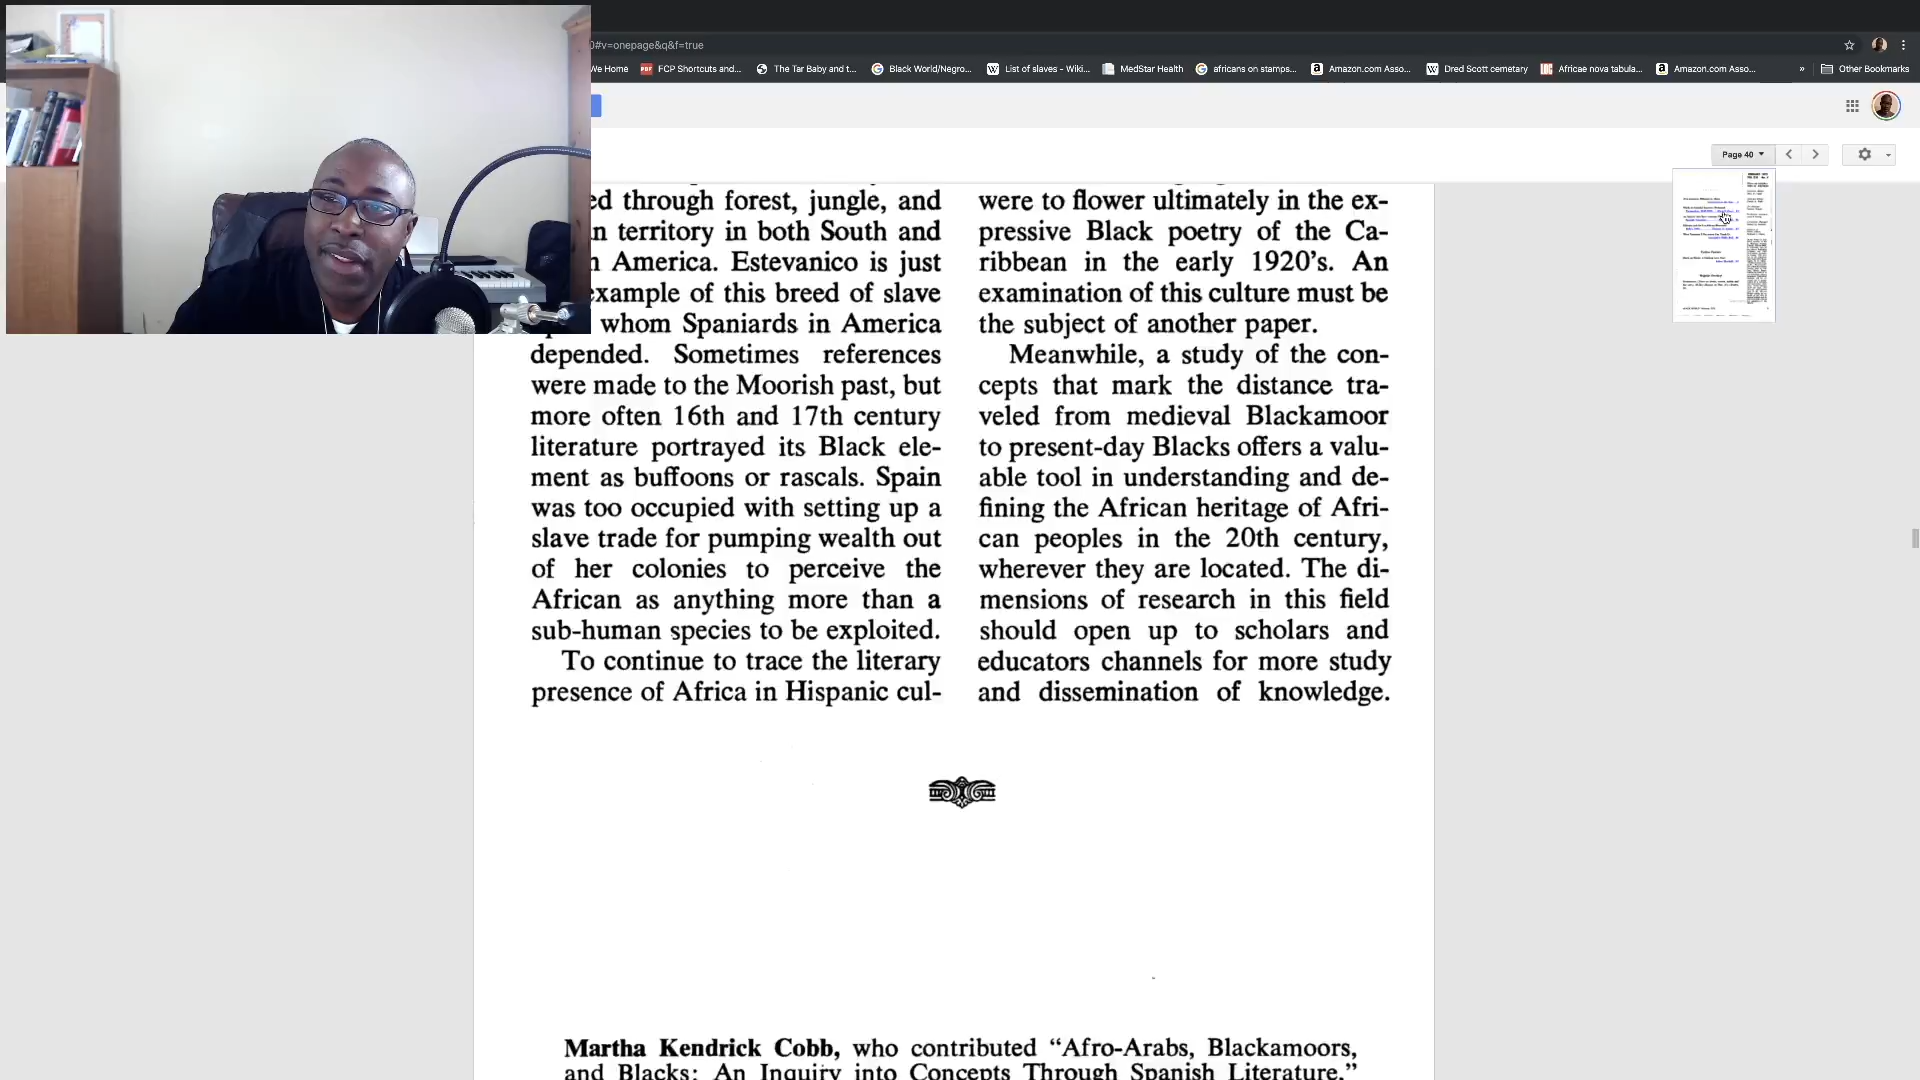 0#v=onepage&q&f=true
We Home
FCP Shortcuts and...
The Tar Baby and t...
Black World/Negro...
List of slaves – Wiki...
MedStar Health
africans on stamps...
Amazon.com Asso...
Dred Scott cemetary
Africae nova tabula...
Amazon.com Asso...
»
Other Bookmarks
Page 40
ed through forest, jungle, and
n territory in both South and
America. Estevanico is just
example of this breed of slave
whom Spaniards in America
depended. Sometimes references
were made to the Moorish past, but
more often 16th and 17th century
literature portrayed its Black ele-
ment as buffoons or rascals. Spain
was too occupied with setting up a
slave trade for pumping wealth out
of her colonies to perceive the
African as anything more than a
sub-human species to be exploited.
To continue to trace the literary
presence of Africa in Hispanic cul-
were to flower ultimately in the ex-
pressive Black poetry of the Ca-
ribbean in the early 1920's. An
examination of this culture must be
the subject of another paper.
Meanwhile, a study of the con-
cepts that mark the distance tra-
veled from medieval Blackamoor
to present-day Blacks offers a valu-
able tool in understanding and de-
fining the African heritage of Afri-
can peoples in the 20th century,
wherever they are located. The di-
mensions of research in this field
should open up to scholars and
educators channels for more study
and dissemination of knowledge.
Martha Kendrick Cobb, who contributed “Afro-Arabs, Blackamoors,
and Blacks: An Inquiry into Concepts Through Spanish Literature,”